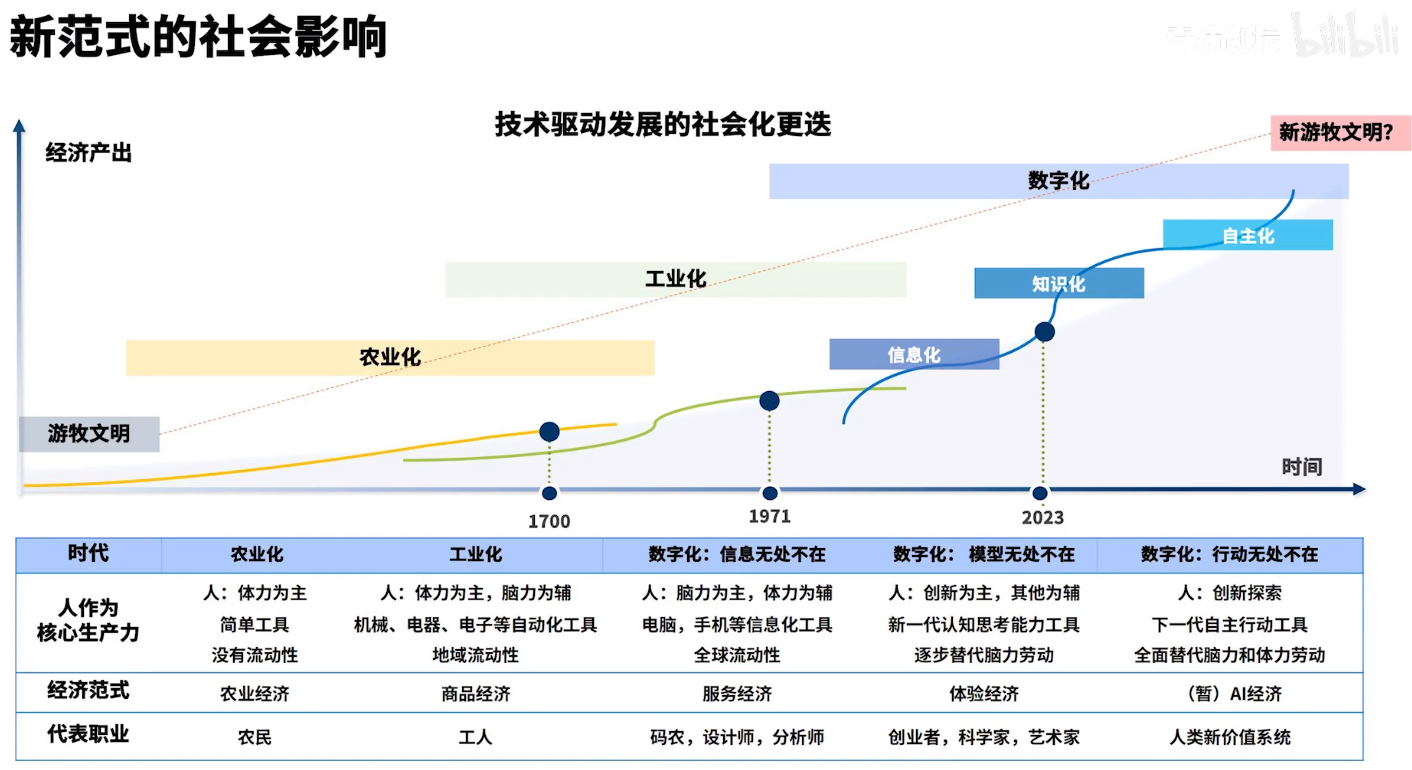 新范式的社会影响
bilibili
技术驱动发展的社会化更迭
新游牧文明？
经济产出
数字化
自主化
工业化
知识化
信息化
农业化
游牧文明
时间
1700
1971
2023
时代 农业化 工业化 数字化：信息无处不在 数字化： 模型无处不在 数字化：行动无处不在
人作为
核心生产力
人：体力为主 人：体力为主，脑力为辅 人：脑力为主，体力为辅 人：创新为主，其他为辅 人：创新探索
简单工具 机械、电器、电子等自动化工具 电脑，手机等信息化工具 新一代认知思考能力工具 下一代自主行动工具
没有流动性 地域流动性 全球流动性 逐步替代脑力劳动 全面替代脑力和体力劳动
经济范式 农业经济 商品经济 服务经济 体验经济 （暂）AI经济
代表职业 农民 工人 码农，设计师，分析师 创业者，科学家，艺术家 人类新价值系统